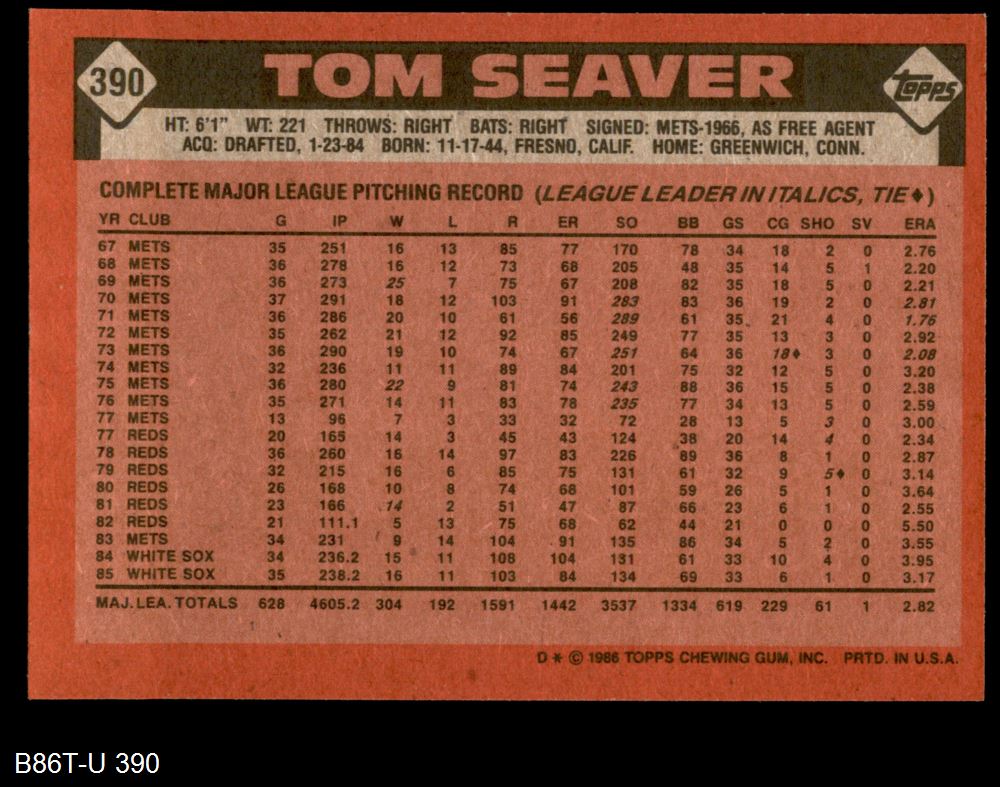 390 TOM SEAVER Topps
HT: 6'1" WT: 221 THROWS: RIGHT BATS: RIGHT SIGNED: METS-1966, AS FREE AGENT
ACQ: DRAFTED, 1-23-84 BORN: 11-17-44, FRESNO, CALIF. HOME: GREENWICH, CONN.
COMPLETE MAJOR LEAGUE PITCHING RECORD (LEAGUE LEADER IN ITALICS, TIE♦)
YR CLUB G IP W L R ER SO BB GS CG SHO SV ERA
67 METS 35 251 16 13 85 77 170 78 34 18 2 0 2.76
68 METS 36 278 16 12 73 68 205 48 35 14 5 1 2.20
69 METS 36 273 25 7 75 67 208 82 35 18 5 0 2.21
70 METS 37 291 18 12 103 91 283 83 36 19 2 0 2.81
71 METS 36 286 20 10 61 56 289 61 35 21 4 0 1.76
72 METS 35 262 21 12 92 85 249 77 35 13 3 0 2.92
73 METS 36 290 19 10 74 67 251 64 36 18♦ 3 0 2.08
74 METS 32 236 11 11 89 84 201 75 32 12 5 0 3.20
75 METS 36 280 22 9 81 74 243 88 36 15 5 0 2.38
76 METS 35 271 14 11 83 78 235 77 34 13 5 0 2.59
77 METS 13 96 7 3 33 32 72 28 13 5 3 0 3.00
77 REDS 20 165 14 3 45 43 124 38 20 14 4 0 2.34
78 REDS 36 260 16 14 97 83 226 89 36 8 1 0 2.87
79 REDS 32 215 16 6 85 75 131 61 32 9 5♦ 0 3.14
80 REDS 26 168 10 8 74 68 101 59 26 5 1 0 3.64
81 REDS 23 166 14 2 51 47 87 66 23 6 1 0 2.55
82 REDS 21 111.1 5 13 75 68 62 44 21 0 0 0 5.50
83 METS 34 231 9 14 104 91 135 86 34 5 2 0 3.55
84 WHITE SOX 34 236.2 15 11 108 104 131 61 33 10 4 0 3.95
85 WHITE SOX 35 238.2 16 11 103 84 134 69 33 6 1 0 3.17
MAJ. LEA. TOTALS 628 4605.2 304 192 1591 1442 3537 1334 619 229 61 1 2.82
D * © 1986 TOPPS CHEWING GUM, INC. PRTD. IN U.S.A.
B86T-U 390